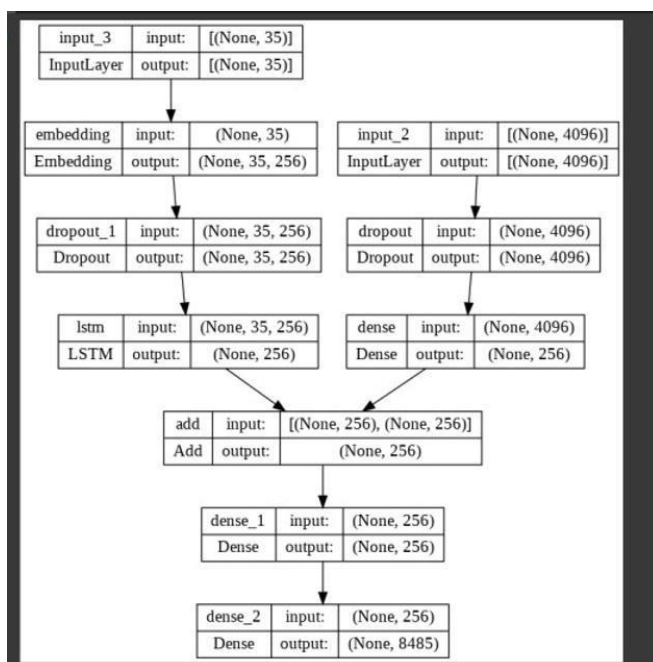 input_3 input: [(None, 35)]
InputLayer output: [(None, 35)]
embedding input: (None, 35)
Embedding output: (None, 35, 256)
input_2 input: [(None, 4096)]
InputLayer output: [(None, 4096)]
dropout_1 input: (None, 35, 256)
Dropout output: (None, 35, 256)
dropout input: (None, 4096)
Dropout output: (None, 4096)
lstm input: (None, 35, 256)
LSTM output: (None, 256)
dense input: (None, 4096)
Dense output: (None, 256)
add input: [(None, 256), (None, 256)]
Add output: (None, 256)
dense_1 input: (None, 256)
Dense output: (None, 256)
dense_2 input: (None, 256)
Dense output: (None, 8485)